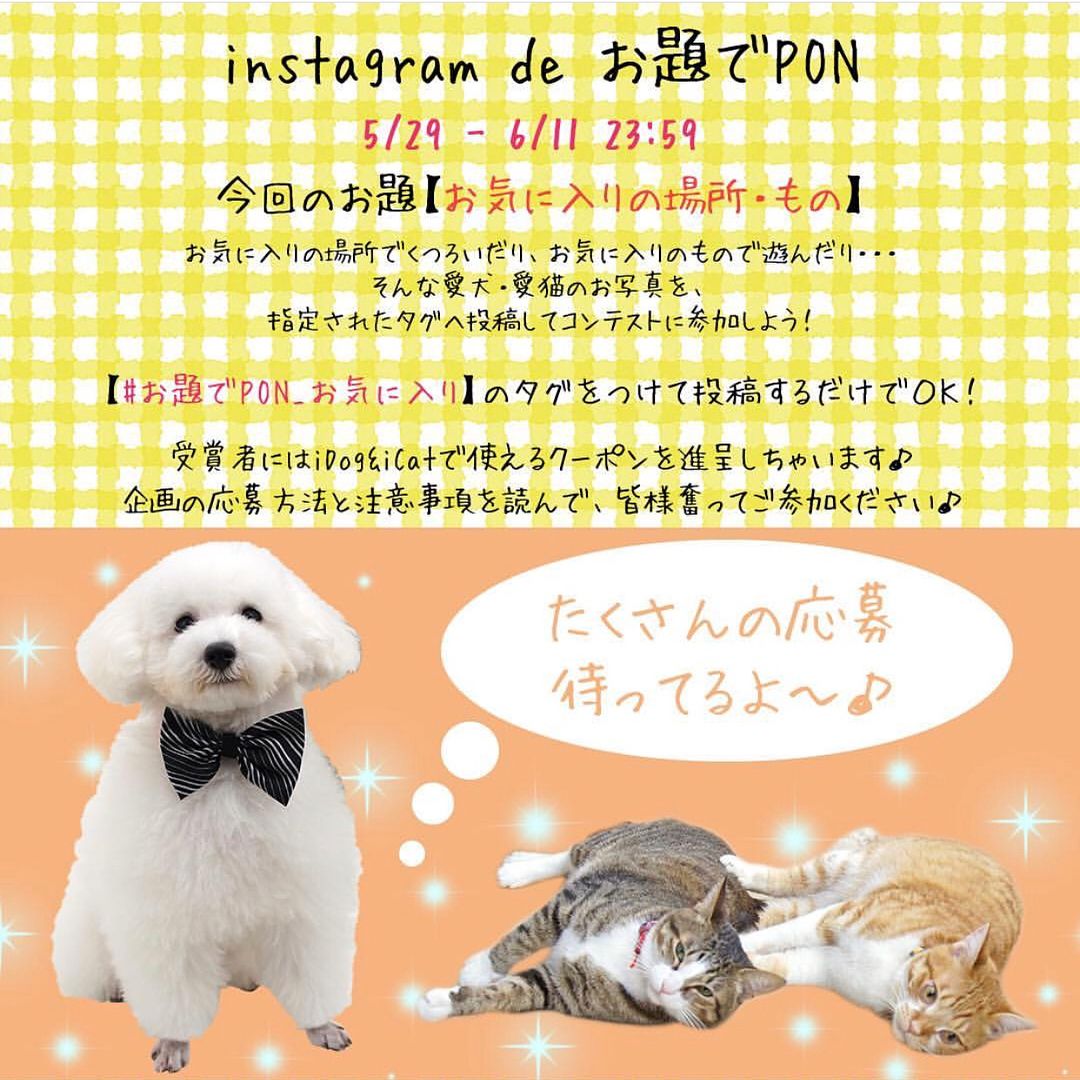 instagram de お題でPON
5/29 - 6/11 23:59
今回のお題【お気に入りの場所・もの】
お気に入りの場所でくつろいだり、お気に入りのもので遊んだり・・・
そんな愛犬・愛猫のお写真を、
指定されたタグへ投稿してコンテストに参加しよう!
【#お題でPON_お気に入り】のタグをつけて投稿するだけでOK!
受賞者にはiDog&iCatで使えるクーポンを進呈しちゃいます♪
企画の応募方法と注意事項を読んで、皆様奮ってご参加ください♪
たくさんの応募
待ってるよ～♪